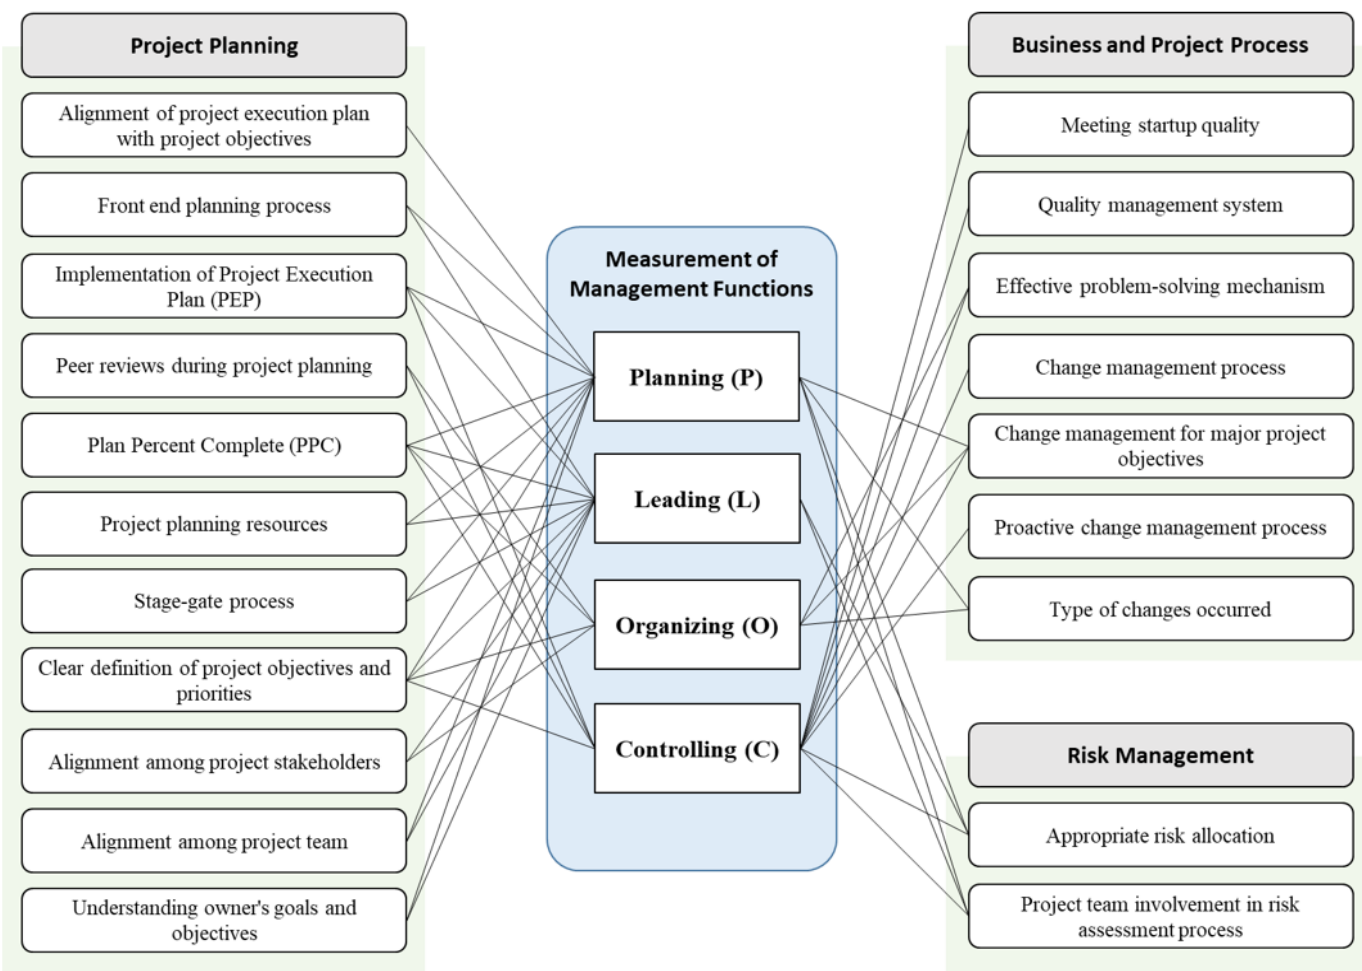 Project Planning
Alignment of project execution plan
with project objectives
Front end planning process
Implementation of Project Execution
Plan (PEP)
Peer reviews during project planning
Plan Percent Complete (PPC)
Project planning resources
Stage-gate process
Clear definition of project objectives and
priorities
Alignment among project stakeholders
Alignment among project team
Understanding owner's goals and
objectives
Measurement of
Management Functions
Planning (P)
Leading (L)
Organizing (O)
Controlling (C)
Business and Project Process
Meeting startup quality
Quality management system
Effective problem-solving mechanism
Change management process
Change management for major project
objectives
Proactive change management process
Type of changes occurred
Risk Management
Appropriate risk allocation
Project team involvement in risk
assessment process